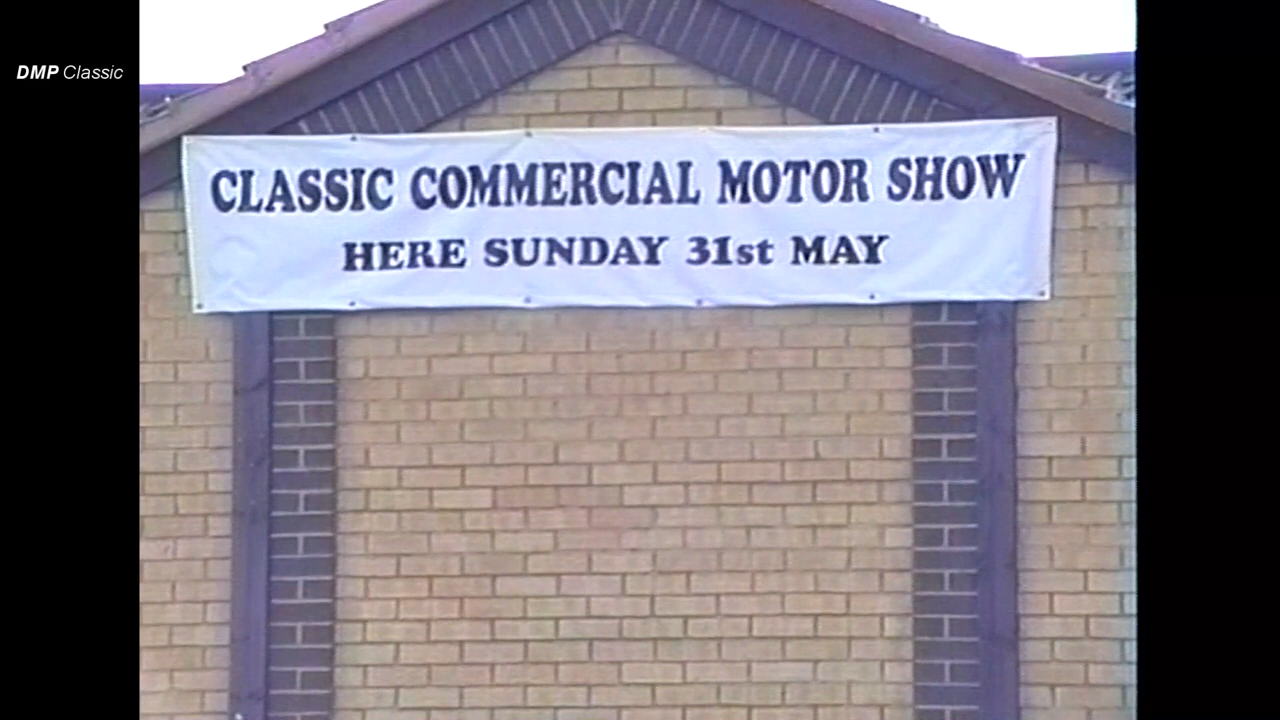 DMP Classic
CLASSIC COMMERCIAL MOTOR SHOW
HERE SUNDAY 31st MAY